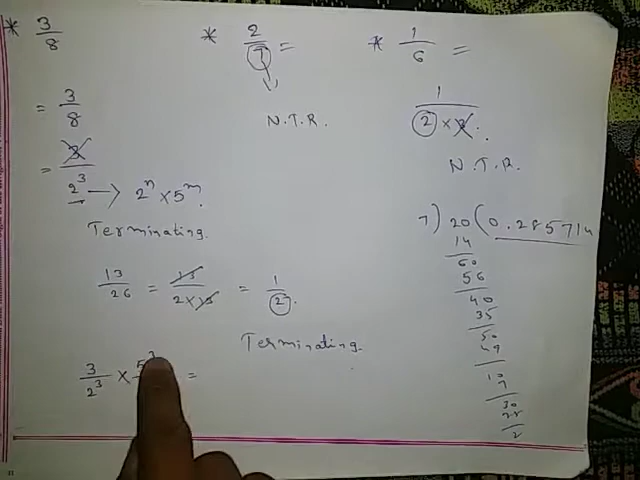 * 3/8
= 3/8
= 3/2³ → 2ⁿ × 5ᵐ.
Terminating.
13/26 = 13/2×13 = 1/2.
Terminating.
3/2³ × =
* 2/7 =
N.T.R.
* 1/6 =
1/2×3.
N.T.R.
7) 20 (0.285714
14
60
56
40
35
50
49
10
7
30
28
2